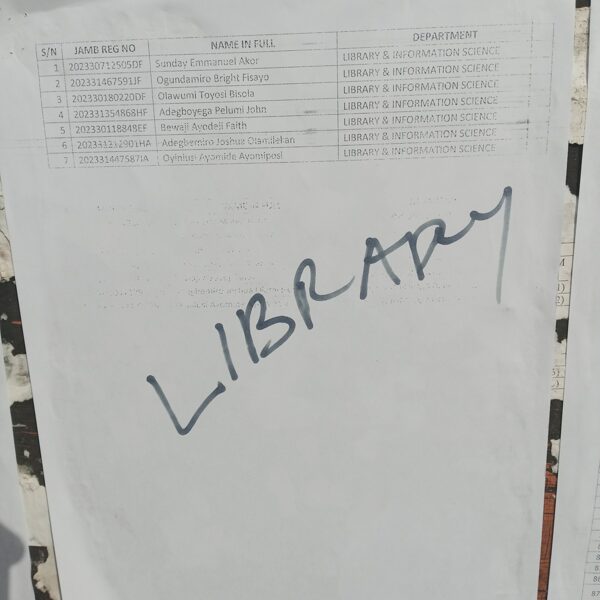 S/N JAMB REG NO NAME IN FULL DEPARTMENT
1 202330712505DF Sunday Emmanuel Akor LIBRARY & INFORMATION SCIENCE
2 202331467591JF Ogundamiro Bright Fisayo LIBRARY & INFORMATION SCIENCE
3 202330180220DF Olawumi Toyosi Bisola LIBRARY & INFORMATION SCIENCE
4 202331354868HF Adegboyega Pelumi John LIBRARY & INFORMATION SCIENCE
5 202330118848EF Bewaji Ayodeji Faith LIBRARY & INFORMATION SCIENCE
6 Adegbemiro Joshua LIBRARY & INFORMATION SCIENCE
7 202331447587JA Ayomide Ayomiposi LIBRARY & INFORMATION SCIENCE
LIBRARY